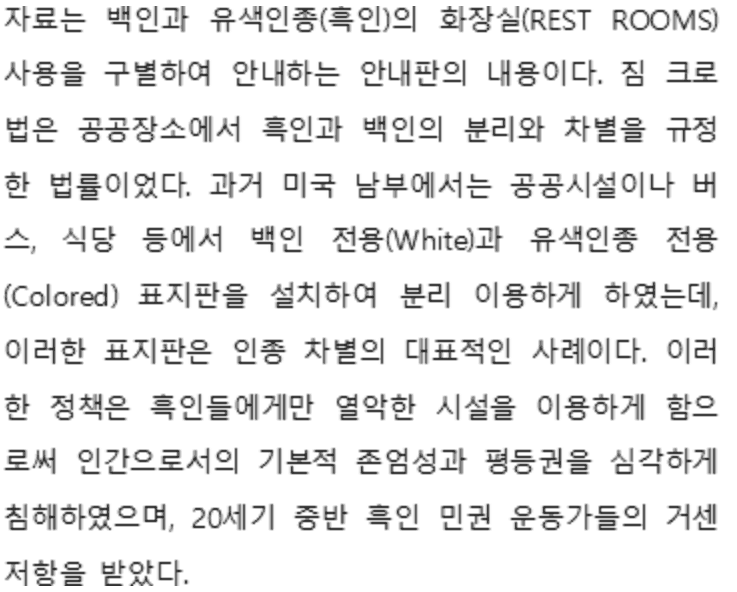 자료는 백인과 유색인종(흑인)의 화장실(REST ROOMS)
사용을 구별하여 안내하는 안내판의 내용이다. 짐 크로
법은 공공장소에서 흑인과 백인의 분리와 차별을 규정
한 법률이었다. 과거 미국 남부에서는 공공시설이나 버
스, 식당 등에서 백인 전용(White)과 유색인종 전용
(Colored) 표지판을 설치하여 분리 이용하게 하였는데,
이러한 표지판은 인종 차별의 대표적인 사례이다. 이러
한 정책은 흑인들에게만 열악한 시설을 이용하게 함으
로써 인간으로서의 기본적 존엄성과 평등권을 심각하게
침해하였으며, 20세기 중반 흑인 민권 운동가들의 거센
저항을 받았다.